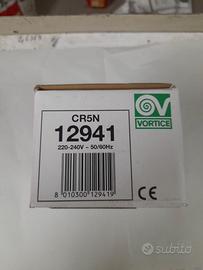 CR5N
12941
220-240V ~ 50/60Hz
VORTICE
8 010300 129419
CE
subito